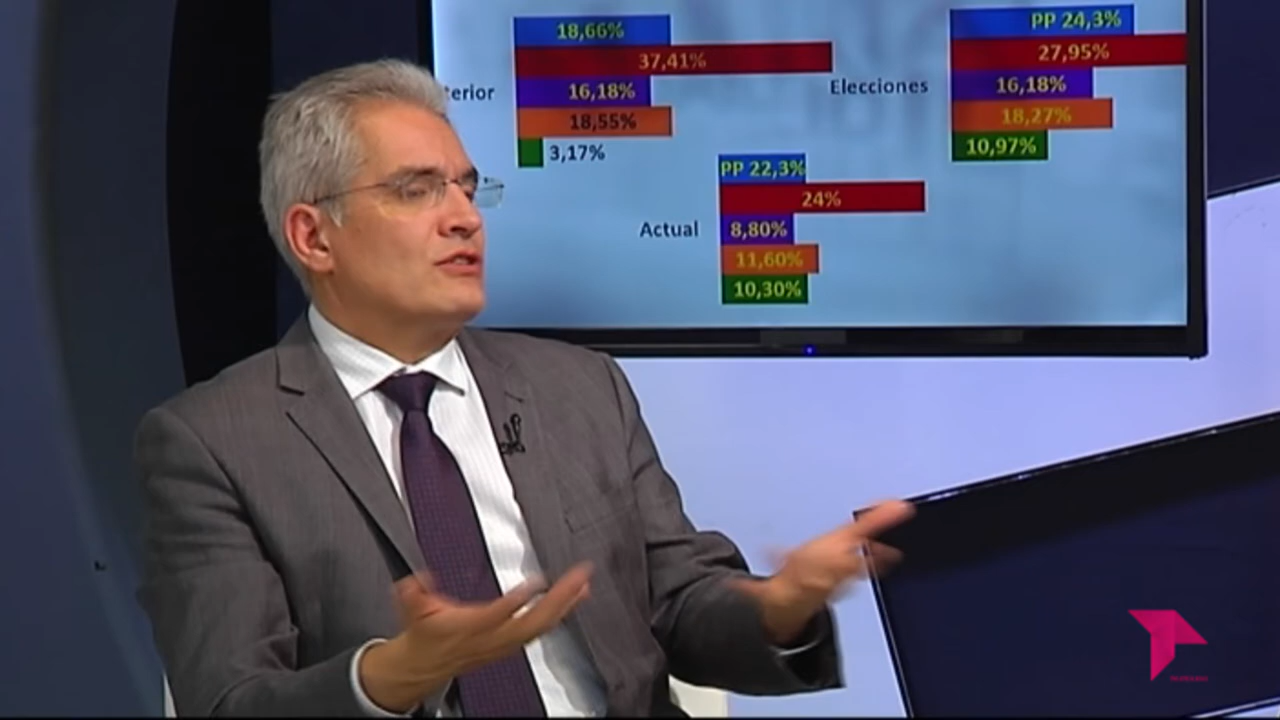 18,66%
37,41%
terior
16,18%
18,55%
3,17%
PP 24,3%
27,95%
Elecciones
16,18%
18,27%
10,97%
PP 22,3%
24%
Actual
8,80%
11,60%
10,30%